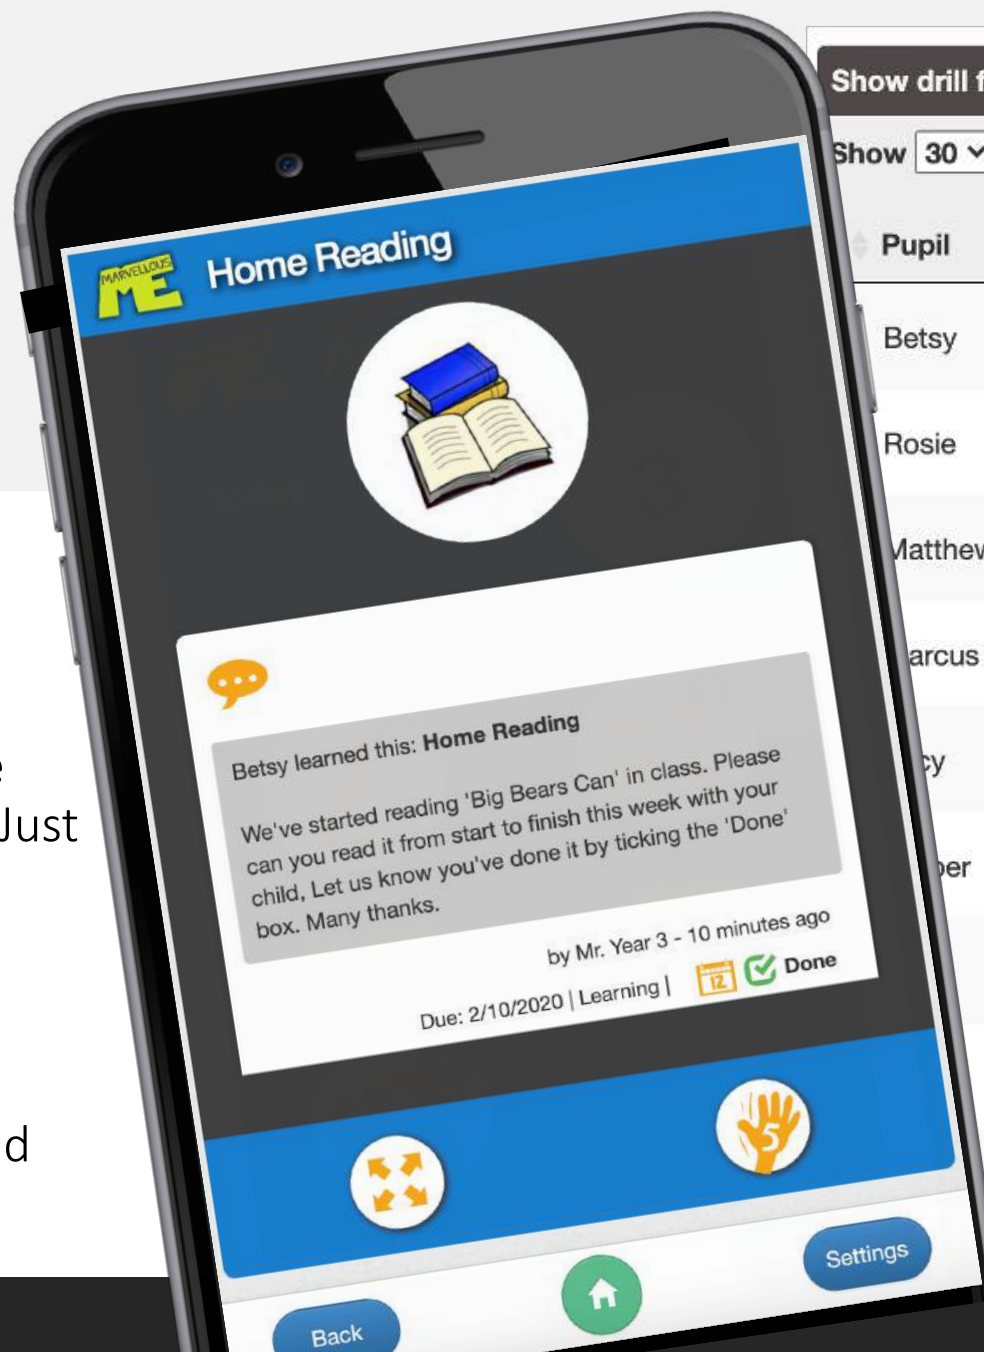 Show drill f
Show 30
Pupil
Betsy
Rosie
Matthew
arcus
cy
per
e
Just
d
MARVELLOUS
ME
Home Reading
Betsy learned this: Home Reading
We've started reading 'Big Bears Can' in class. Please
can you read it from start to finish this week with your
child, Let us know you've done it by ticking the 'Done'
box. Many thanks.
by Mr. Year 3 - 10 minutes ago
Due: 2/10/2020 | Learning |
12
Done
5
Back
Settings